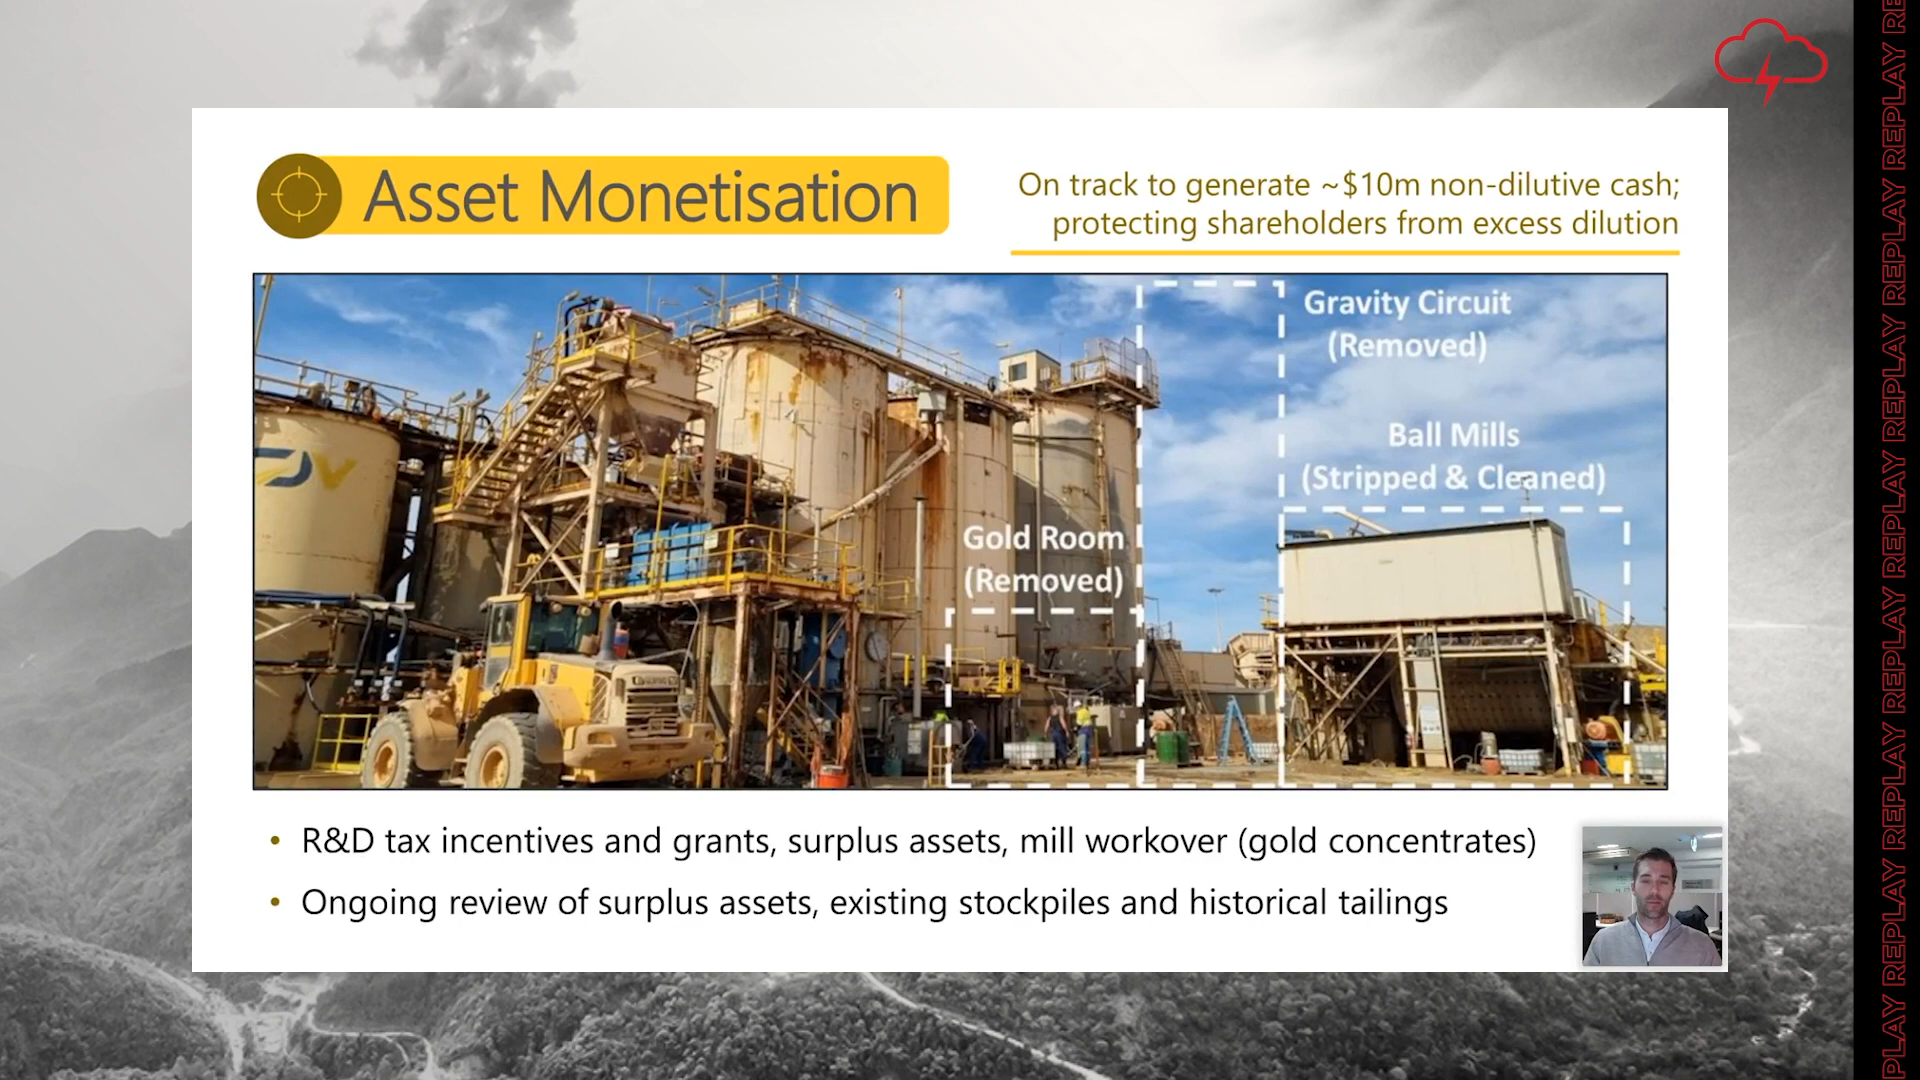 Asset Monetisation
On track to generate ~$10m non-dilutive cash;
protecting shareholders from excess dilution
Gravity Circuit
(Removed)
Ball Mills
(Stripped & Cleaned)
Gold Room
(Removed)
• R&D tax incentives and grants, surplus assets, mill workover (gold concentrates)
• Ongoing review of surplus assets, existing stockpiles and historical tailings
REPLAY REPLAY REPLAY REPLAY REPLAY REPLAY REPLAY